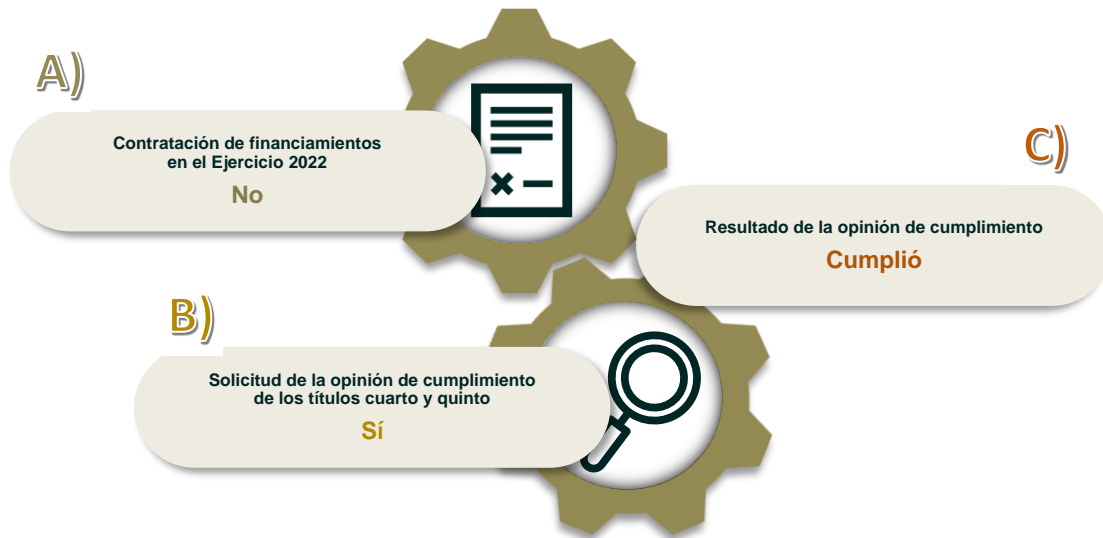 A)
Contratación de financiamientos
en el Ejercicio 2022
No
B)
Solicitud de la opinión de cumplimiento
de los títulos cuarto y quinto
Sí
C)
Resultado de la opinión de cumplimiento
Cumplió